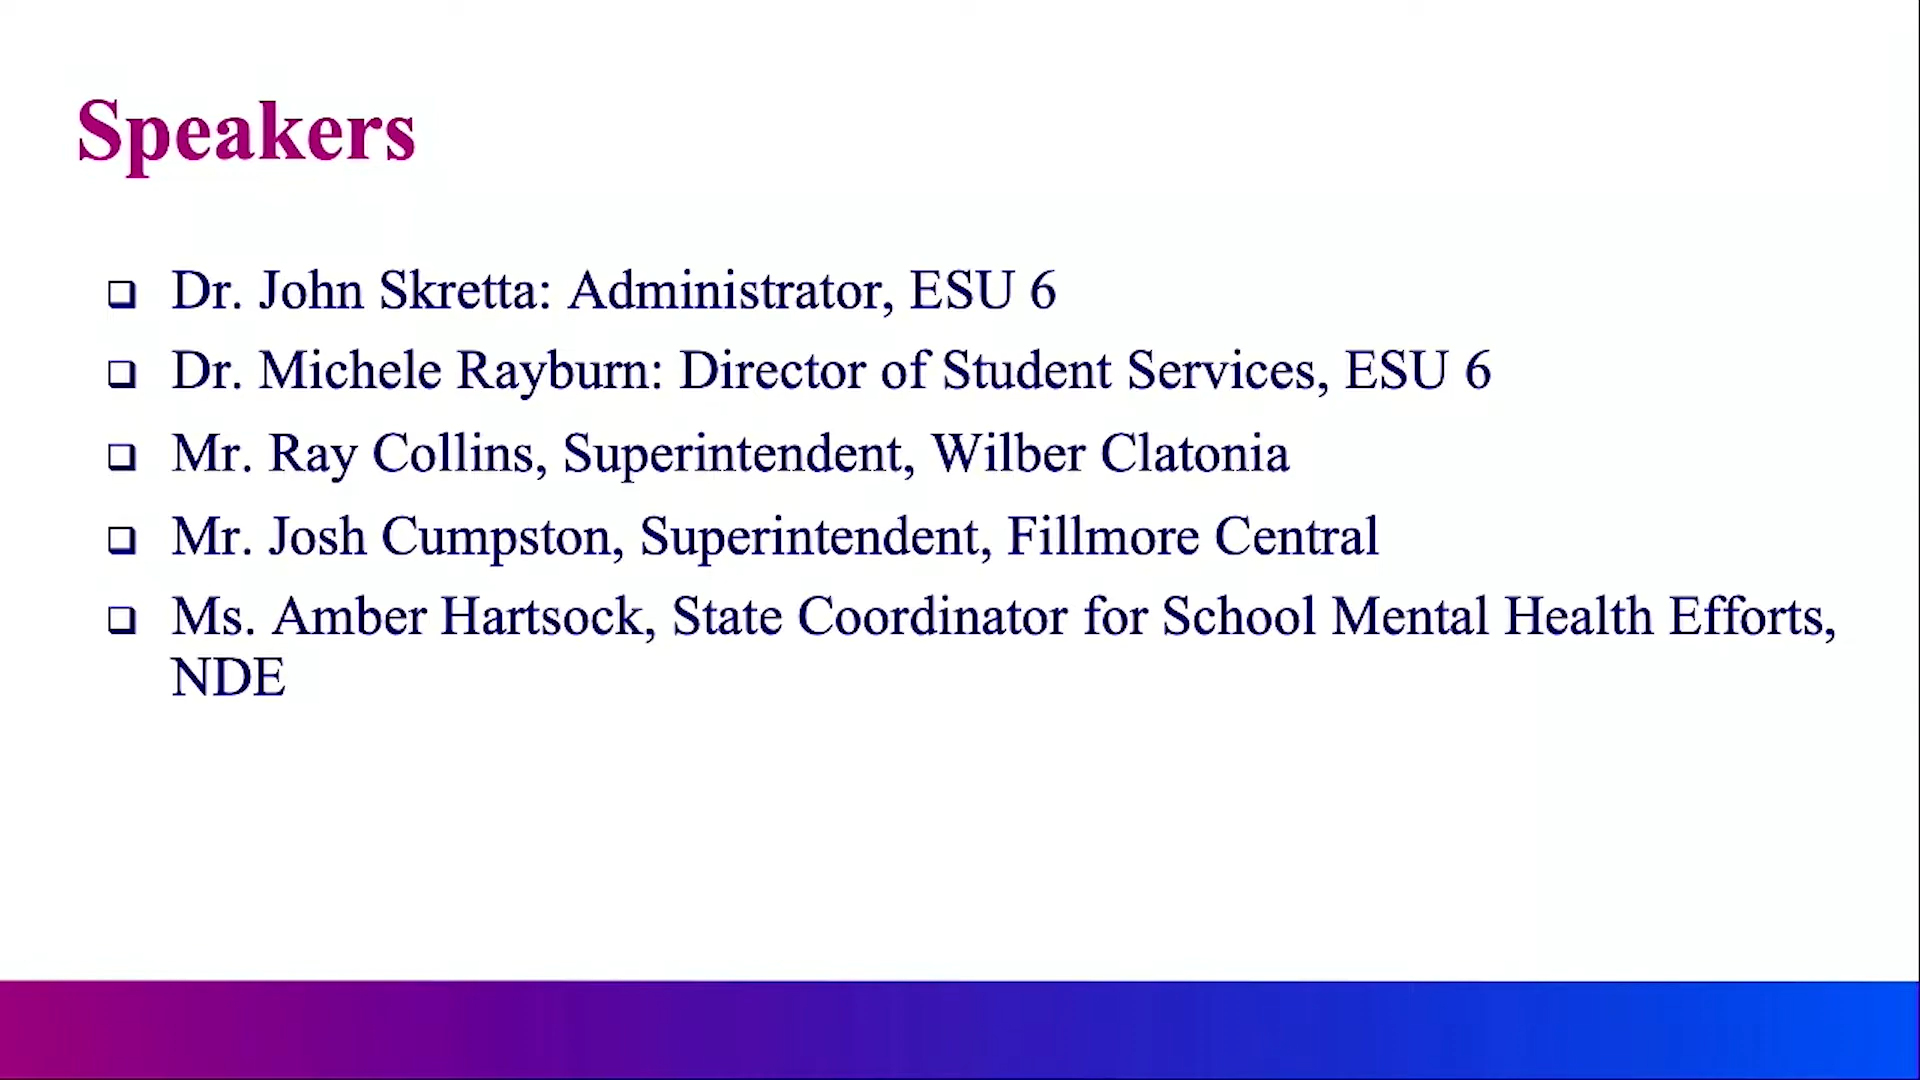 Speakers
❑ Dr. John Skretta: Administrator, ESU 6
❑ Dr. Michele Rayburn: Director of Student Services, ESU 6
❑ Mr. Ray Collins, Superintendent, Wilber Clatonia
❑ Mr. Josh Cumpston, Superintendent, Fillmore Central
❑ Ms. Amber Hartsock, State Coordinator for School Mental Health Efforts,
NDE